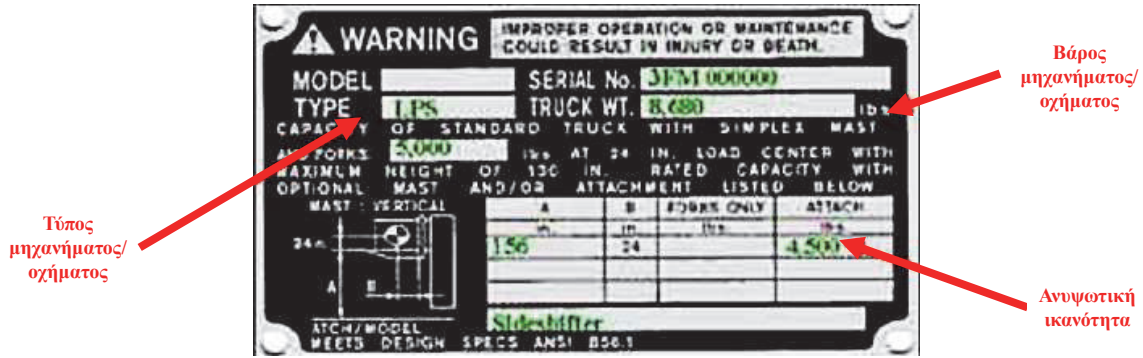 WARNING
IMPROPER OPERATION OR MAINTENANCE
COULD RESULT IN INJURY OR DEATH.
MODEL SERIAL No. 3FM 000000
TYPE LPS TRUCK WT. 8,680 lbs
CAPACITY OF STANDARD TRUCK WITH SIMPLEX MAST
AND FORKS 5,000 lbs AT 24 IN. LOAD CENTER WITH
MAXIMUM HEIGHT OF 130 IN. RATED CAPACITY WITH
OPTIONAL MAST AND/OR ATTACHMENT LISTED BELOW
MAST : VERTICAL
A B FORKS ONLY ATTACH
in. in. lbs. lbs
24 in.
156 24 4,500
A B
ATCH/MODEL Sideshifter
MEETS DESIGN SPECS ANSI B56.1
Βάρος
μηχανήματος/
οχήματος
Τύπος
μηχανήματος/
οχήματος
Ανυψωτική
ικανότητα